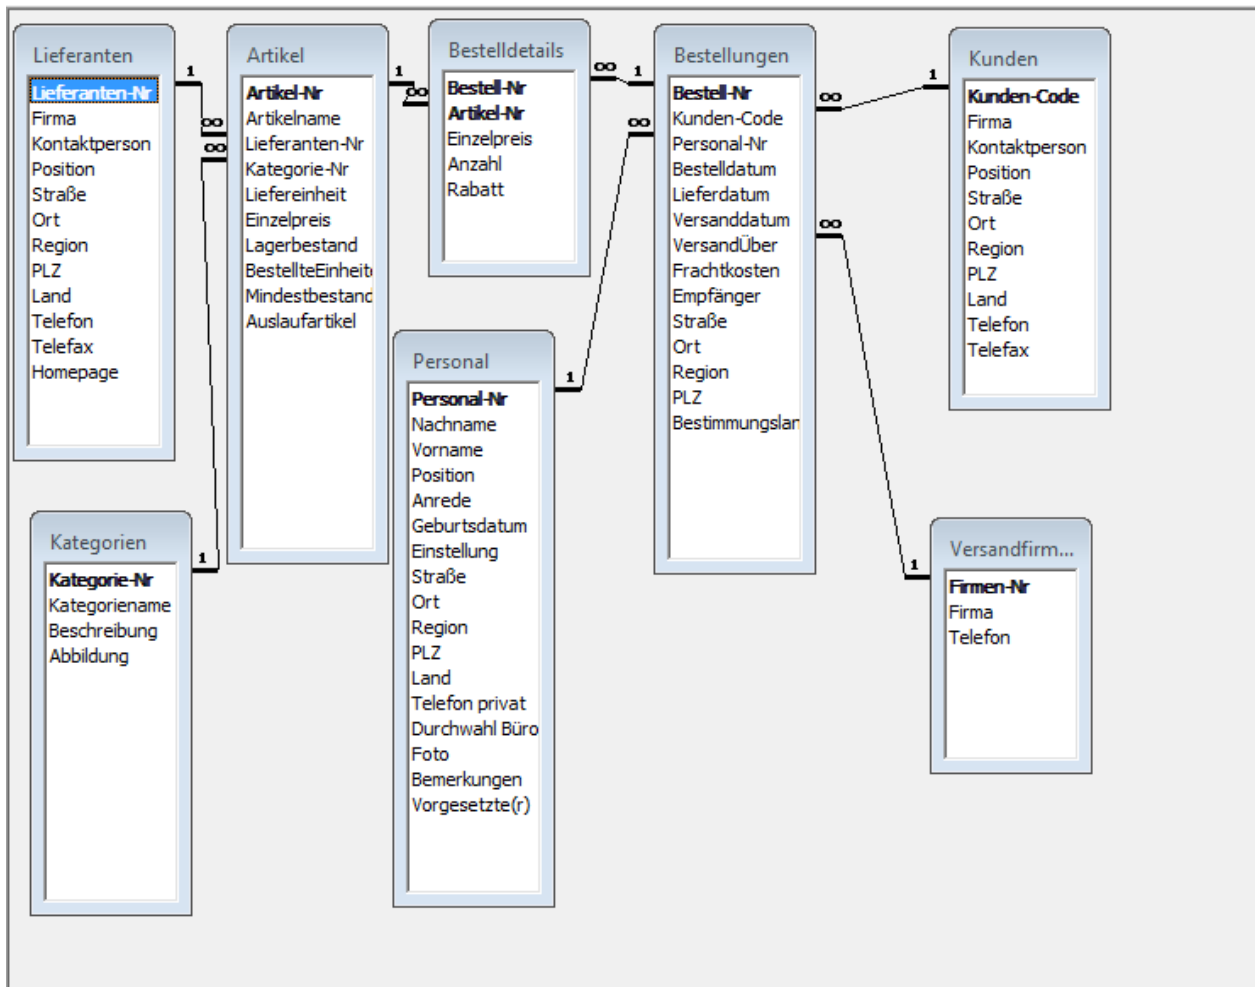 Lieferanten
Lieferanten-Nr
Firma
Kontaktperson
Position
Straße
Ort
Region
PLZ
Land
Telefon
Telefax
Homepage
1
∞
∞
Artikel
Artikel-Nr
Artikelname
Lieferanten-Nr
Kategorie-Nr
Liefereinheit
Einzelpreis
Lagerbestand
BestellteEinheite
Mindestbestand
Auslaufartikel
1
∞
Bestelldetails
Bestell-Nr
Artikel-Nr
Einzelpreis
Anzahl
Rabatt
∞
1
∞
Bestellungen
Bestell-Nr
Kunden-Code
Personal-Nr
Bestelldatum
Lieferdatum
Versanddatum
VersandÜber
Frachtkosten
Empfänger
Straße
Ort
Region
PLZ
Bestimmungslan
∞
∞
1
Kunden
Kunden-Code
Firma
Kontaktperson
Position
Straße
Ort
Region
PLZ
Land
Telefon
Telefax
Kategorien
Kategorie-Nr
Kategoriename
Beschreibung
Abbildung
1
Personal
Personal-Nr
Nachname
Vorname
Position
Anrede
Geburtsdatum
Einstellung
Straße
Ort
Region
PLZ
Land
Telefon privat
Durchwahl Büro
Foto
Bemerkungen
Vorgesetzte(r)
1
1
Versandfirm...
Firmen-Nr
Firma
Telefon